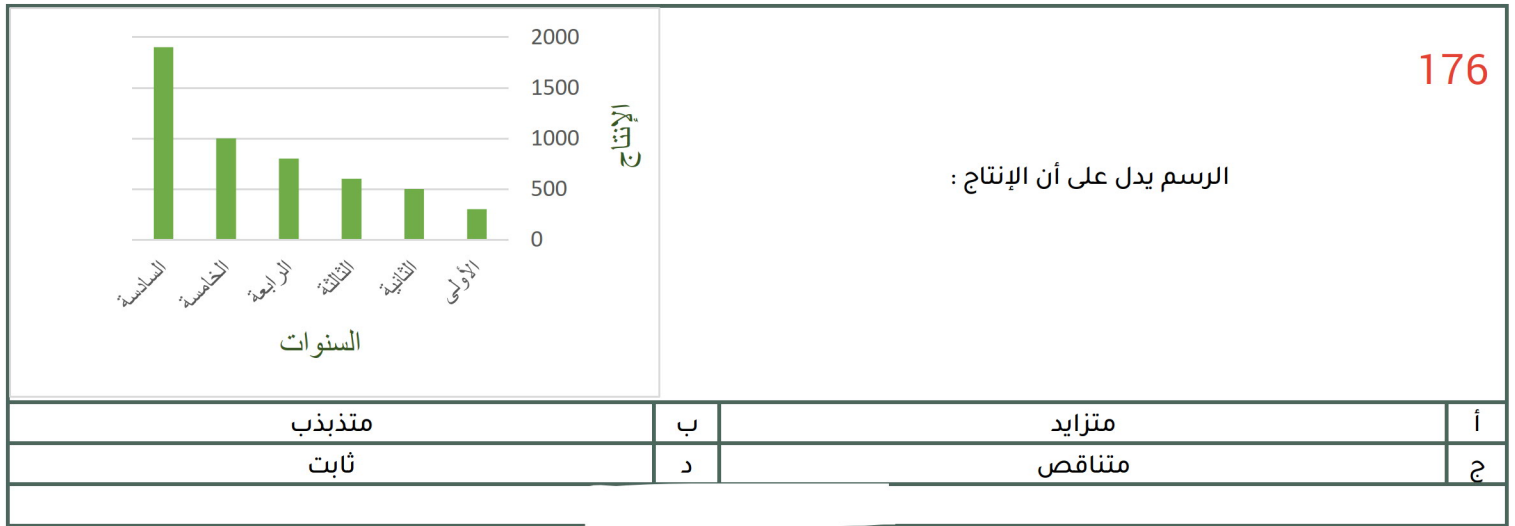 176
الرسم يدل على أن الإنتاج :
2000
1500
1000
500
0
الإنتاج
الأولى
الثانية
الثالثة
الرابعة
الخامسة
السادسة
السنوات
أ متزايد ب متذبذب
ج متناقص د ثابت